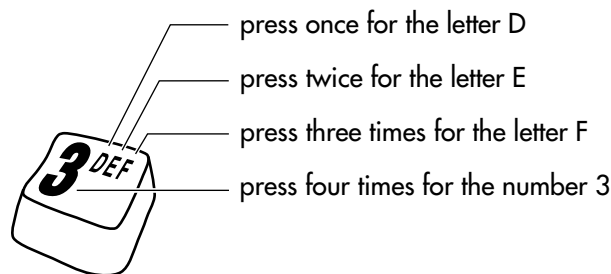 press once for the letter D
press twice for the letter E
press three times for the letter F
press four times for the number 3
3 DEF